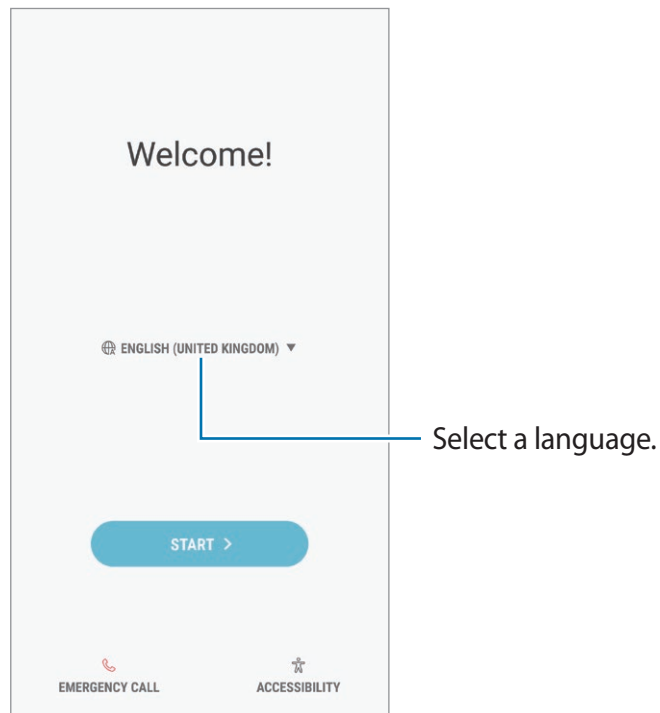 Welcome!
ENGLISH (UNITED KINGDOM) ▼
Select a language.
START >
EMERGENCY CALL
ACCESSIBILITY